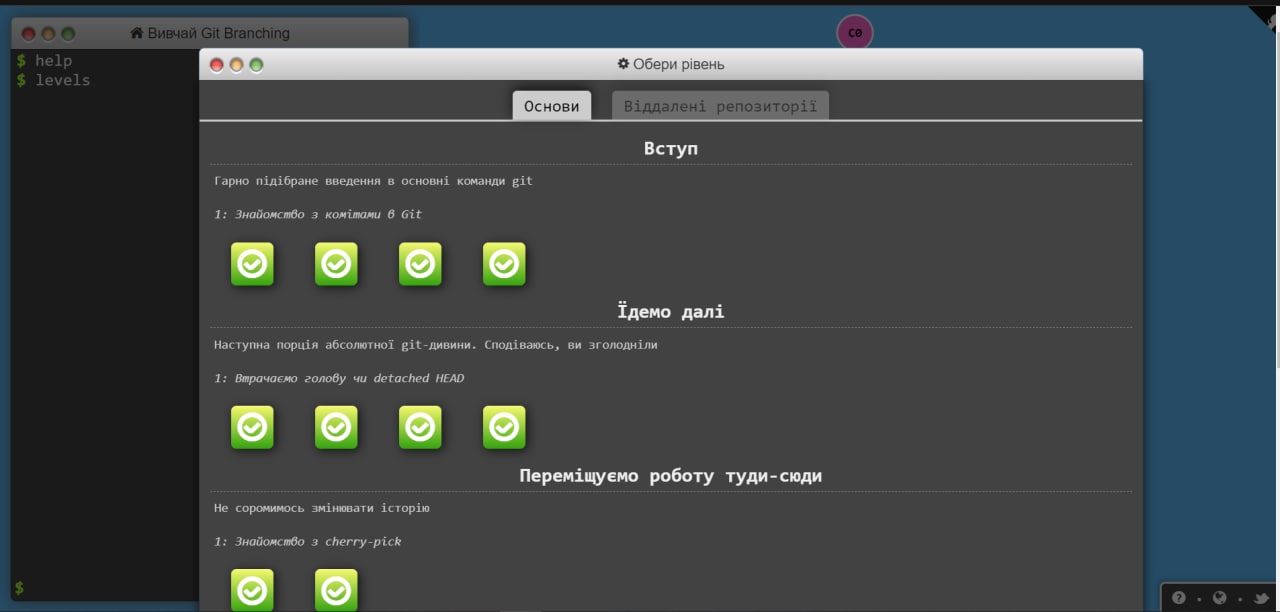 Вивчай Git Branching
C0
$ help
$ levels
Обери рівень
Основи
Віддалені репозиторії
Вступ
Гарно підібране введення в основні команди git
1: Знайомство з комітами в Git
Їдемо далі
Наступна порція абсолютної git-дивини. Сподіваюсь, ви зголодніли
1: Втрачаємо голову чи detached HEAD
Переміщуємо роботу туди-сюди
Не соромимось змінювати історію
1: Знайомство з cherry-pick
$